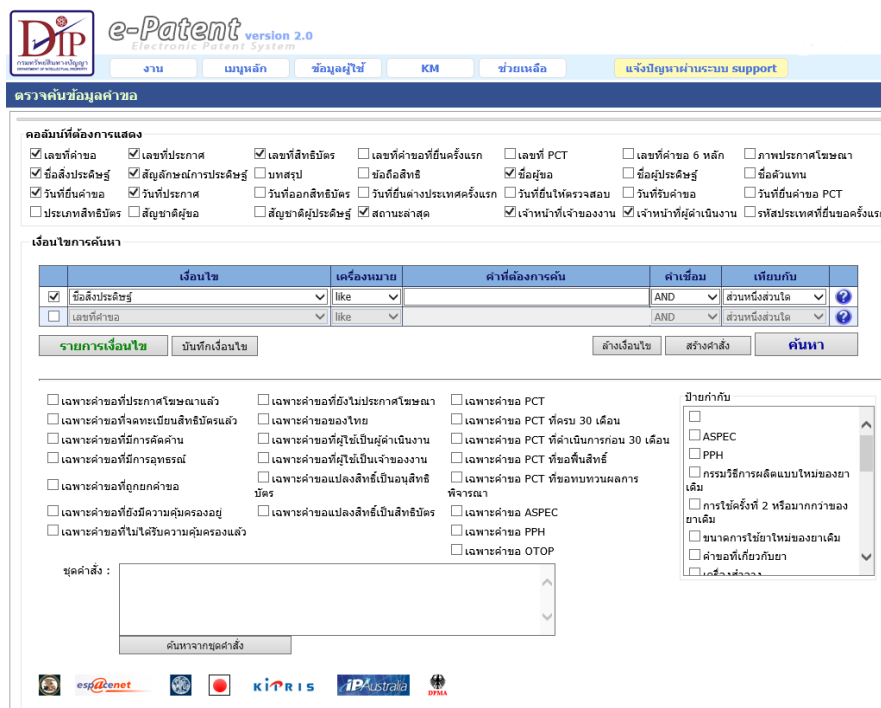 DIP
กรมทรัพย์สินทางปัญญา
DEPARTMENT OF INTELLECTUAL PROPERTY
e-Patent version 2.0
Electronic Patent System
งาน เมนูหลัก ข้อมูลผู้ใช้ KM ช่วยเหลือ แจ้งปัญหาผ่านระบบ support
ตรวจค้นข้อมูลคำขอ
คอลัมน์ที่ต้องการแสดง
เลขที่คำขอ เลขที่ประกาศ เลขที่สิทธิบัตร เลขที่คำขอที่ยื่นครั้งแรก เลขที่ PCT เลขที่คำขอ 6 หลัก ภาพประกาศโฆษณา
ชื่อสิ่งประดิษฐ์ สัญลักษณ์การประดิษฐ์ บทสรุป ข้อถือสิทธิ ชื่อผู้ขอ ชื่อผู้ประดิษฐ์ ชื่อตัวแทน
วันที่ยื่นคำขอ วันที่ประกาศ วันที่ออกสิทธิบัตร วันที่ยื่นต่างประเทศครั้งแรก วันที่ยื่นให้ตรวจสอบ วันที่รับคำขอ วันที่ยื่นคำขอ PCT
ประเภทสิทธิบัตร สัญชาติผู้ขอ สัญชาติผู้ประดิษฐ์ สถานะล่าสุด เจ้าหน้าที่เจ้าของงาน เจ้าหน้าที่ผู้ดำเนินงาน รหัสประเทศที่ยื่นขอครั้งแรก
เงื่อนไขการค้นหา
เงื่อนไข เครื่องหมาย คำที่ต้องการค้น คำเชื่อม เทียบกับ
ชื่อสิ่งประดิษฐ์ like AND ส่วนหนึ่งส่วนใด ?
เลขที่คำขอ like AND ส่วนหนึ่งส่วนใด ?
รายการเงื่อนไข บันทึกเงื่อนไข ล้างเงื่อนไข สร้างคำสั่ง ค้นหา
เฉพาะคำขอที่ประกาศโฆษณาแล้ว เฉพาะคำขอที่ยังไม่ประกาศโฆษณา เฉพาะคำขอ PCT
เฉพาะคำขอที่จดทะเบียนสิทธิบัตรแล้ว เฉพาะคำขอของไทย เฉพาะคำขอ PCT ที่ครบ 30 เดือน
เฉพาะคำขอที่มีการคัดค้าน เฉพาะคำขอที่ผู้ใช้เป็นผู้ดำเนินงาน เฉพาะคำขอ PCT ที่ดำเนินการก่อน 30 เดือน
เฉพาะคำขอที่มีการอุทธรณ์ เฉพาะคำขอที่ผู้ใช้เป็นเจ้าของงาน เฉพาะคำขอ PCT ที่ขอฟื้นสิทธิ์
เฉพาะคำขอที่ถูกยกคำขอ เฉพาะคำขอแปลงสิทธิ์เป็นอนุสิทธิ เฉพาะคำขอ PCT ที่ขอทบทวนผลการ
บัตร พิจารณา
เฉพาะคำขอที่ยังมีความคุ้มครองอยู่ เฉพาะคำขอแปลงสิทธิ์เป็นสิทธิบัตร เฉพาะคำขอ ASPEC
เฉพาะคำขอที่ไม่ได้รับความคุ้มครองแล้ว เฉพาะคำขอ PPH
เฉพาะคำขอ OTOP
ป้ายกำกับ
ASPEC
PPH
กรรมวิธีการผลิตแบบใหม่ของยา
เดิม
การใช้ครั้งที่ 2 หรือมากกว่าของ
ยาเดิม
ขนาดการใช้ยาใหม่ของยาเดิม
คำขอที่เกี่ยวกับยา
เครื่องสำอาง
ชุดคำสั่ง :
ค้นหาจากชุดคำสั่ง
espacenet KIPRIS iPAustralia DPMA